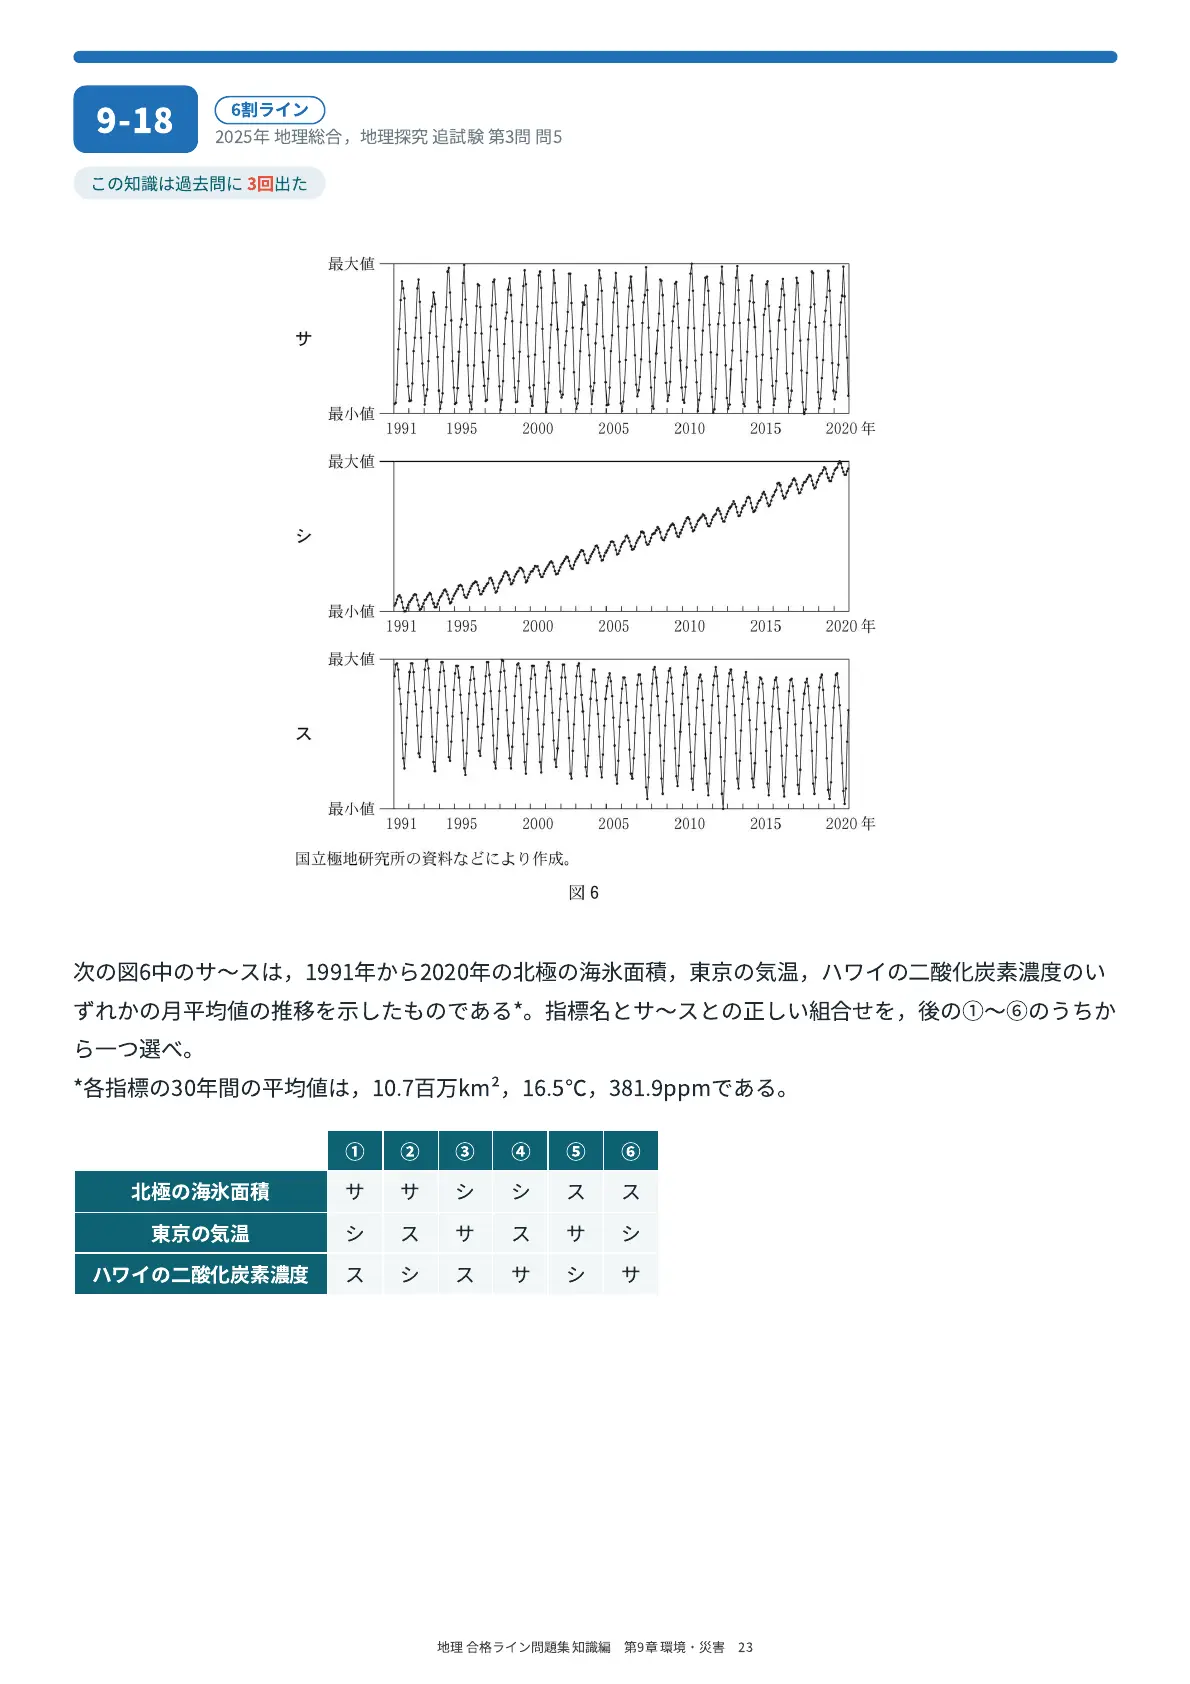 9-18
6割ライン
2025年 地理総合，地理探究 追試験 第3問 問5
この知識は過去問に 3回出た
最大値
サ
最小値
1991 1995 2000 2005 2010 2015 2020 年
最大値
シ
最小値
1991 1995 2000 2005 2010 2015 2020 年
最大値
ス
最小値
1991 1995 2000 2005 2010 2015 2020 年
国立極地研究所の資料などにより作成。
図 6
次の図6中のサ～スは，1991年から2020年の北極の海氷面積，東京の気温，ハワイの二酸化炭素濃度のい
ずれかの月平均値の推移を示したものである*。指標名とサ～スとの正しい組合せを，後の①～⑥のうちか
ら一つ選べ。
*各指標の30年間の平均値は，10.7百万km²，16.5℃，381.9ppmである。
① ② ③ ④ ⑤ ⑥
北極の海氷面積 サ サ シ シ ス ス
東京の気温 シ ス サ ス サ シ
ハワイの二酸化炭素濃度 ス シ ス サ シ サ
地理 合格ライン問題集 知識編 第9章 環境・災害 23